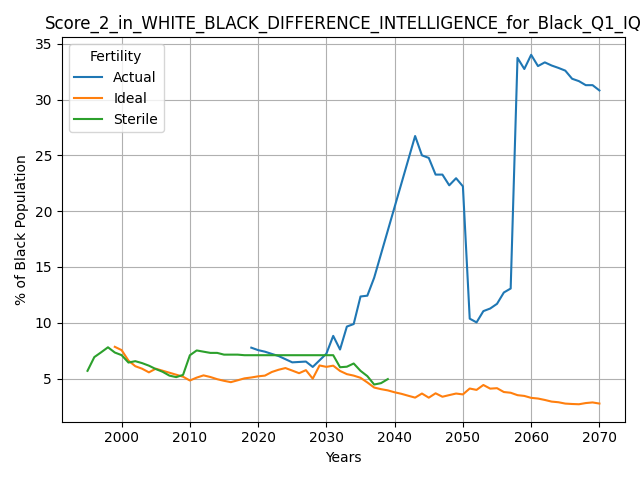 Score_2_in_WHITE_BLACK_DIFFERENCE_INTELLIGENCE_for_Black_Q1_IQ
Fertility
Actual
Ideal
Sterile
% of Black Population
35
30
25
20
15
10
5
2000 2010 2020 2030 2040 2050 2060 2070
Years